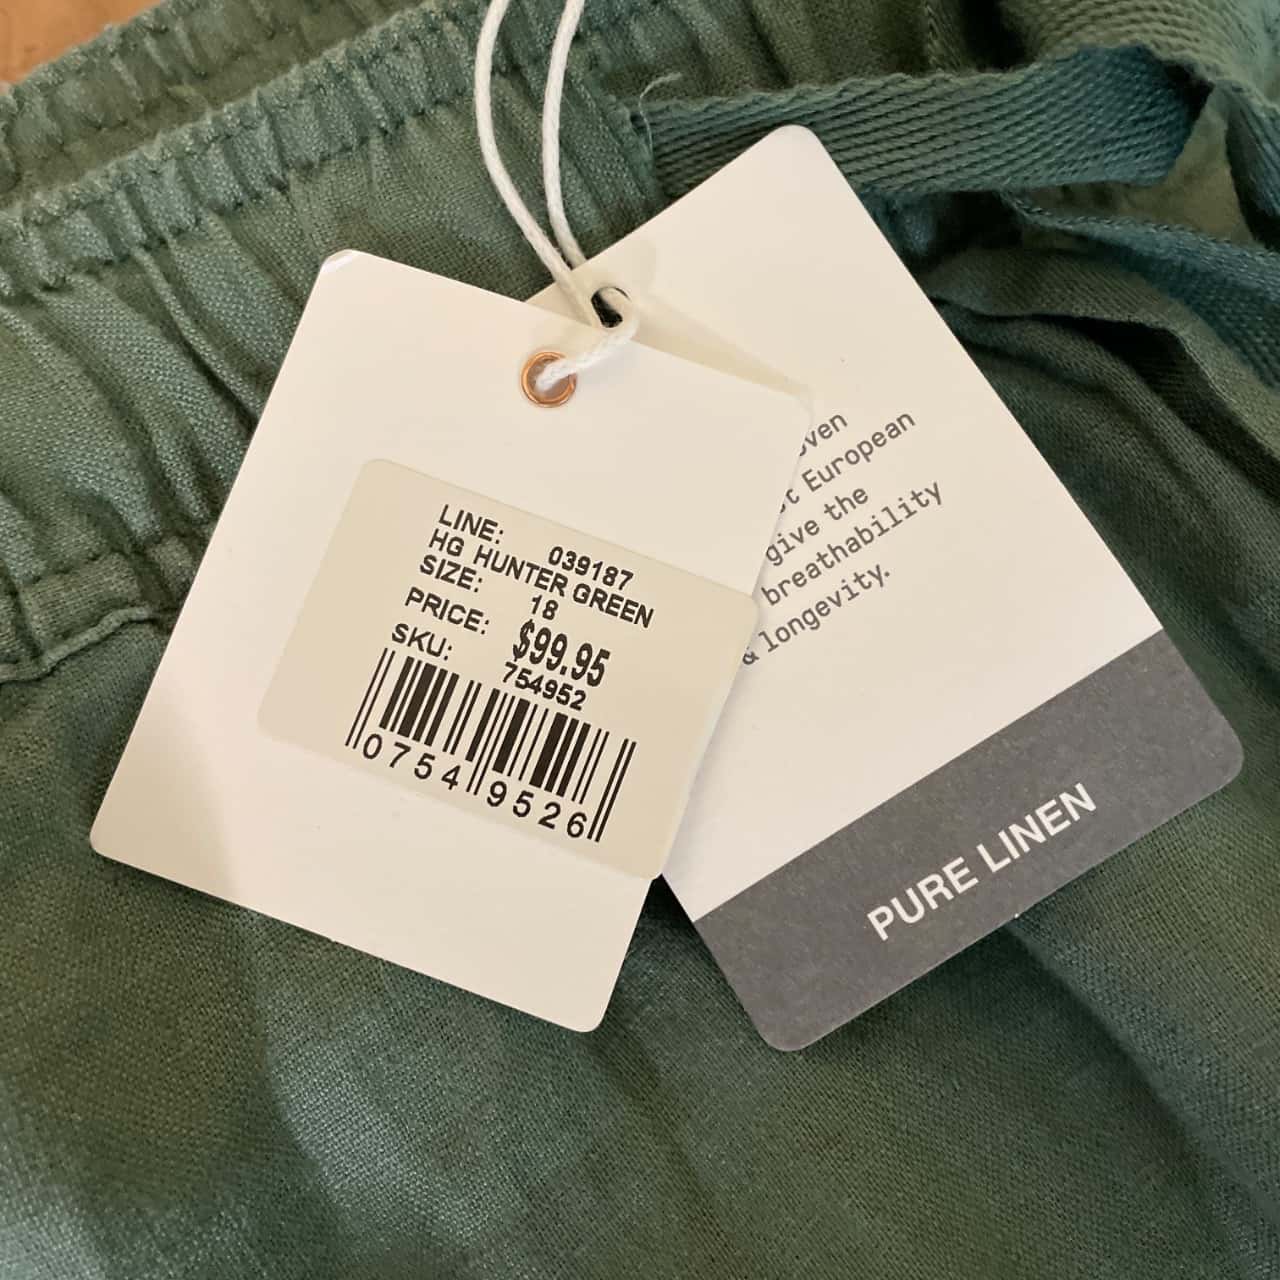 LINE: 039187
HG HUNTER GREEN
SIZE: 18
PRICE: $99.95
SKU: 754952
0754 9526
European
give the
breathability
& longevity.
PURE LINEN